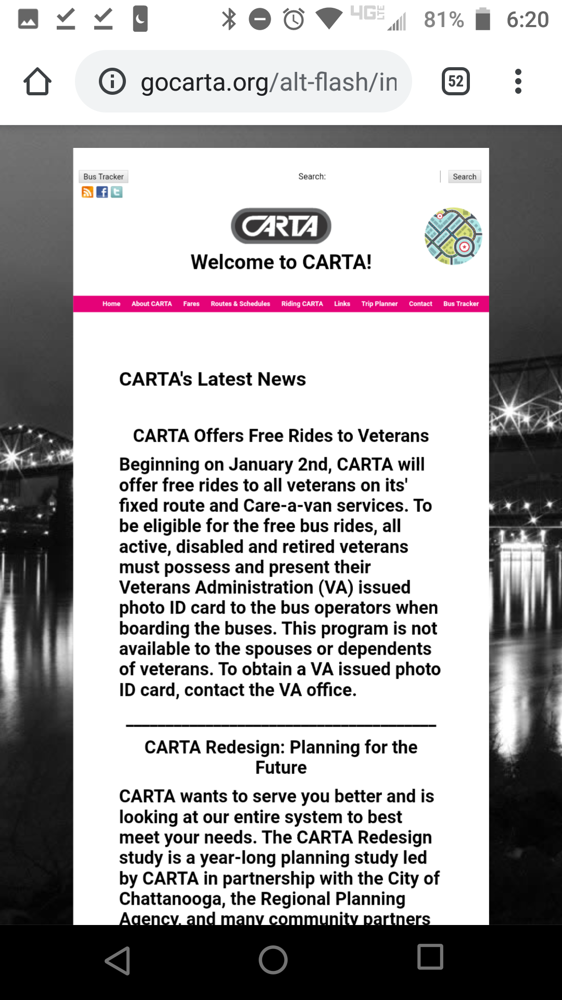 4G LTE 81% 6:20
gocarta.org/alt-flash/in 52
Bus Tracker Search: Search
CARTA
Welcome to CARTA!
Home About CARTA Fares Routes & Schedules Riding CARTA Links Trip Planner Contact Bus Tracker
CARTA's Latest News
CARTA Offers Free Rides to Veterans
Beginning on January 2nd, CARTA will
offer free rides to all veterans on its'
fixed route and Care-a-van services. To
be eligible for the free bus rides, all
active, disabled and retired veterans
must possess and present their
Veterans Administration (VA) issued
photo ID card to the bus operators when
boarding the buses. This program is not
available to the spouses or dependents
of veterans. To obtain a VA issued photo
ID card, contact the VA office.
CARTA Redesign: Planning for the
Future
CARTA wants to serve you better and is
looking at our entire system to best
meet your needs. The CARTA Redesign
study is a year-long planning study led
by CARTA in partnership with the City of
Chattanooga, the Regional Planning
Agency, and many community partners